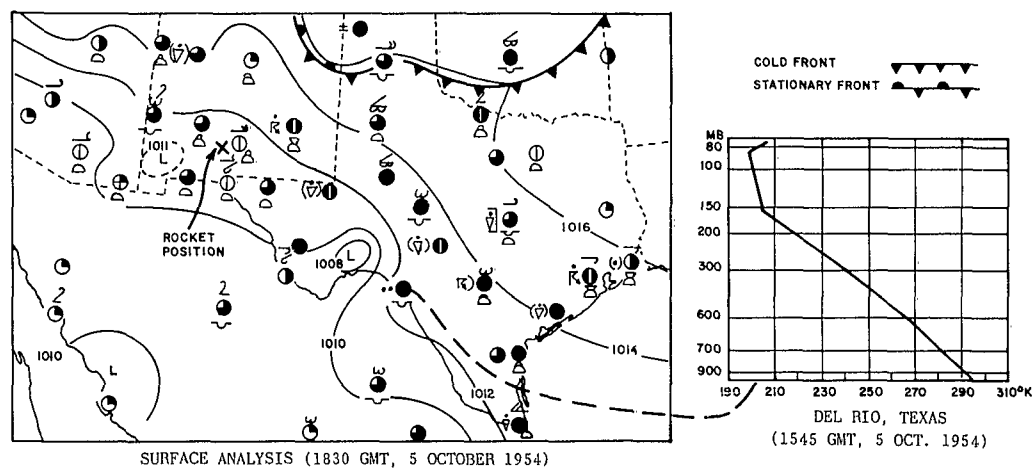 COLD FRONT
STATIONARY FRONT
1011
L
ROCKET
POSITION
1008
L
1016
1010
L
1010
1012
1014
MB
80
100
150
200
300
600
700
900
190 210 230 250 270 290 310°K
DEL RIO, TEXAS
(1545 GMT, 5 OCT. 1954)
SURFACE ANALYSIS (1830 GMT, 5 OCTOBER 1954)